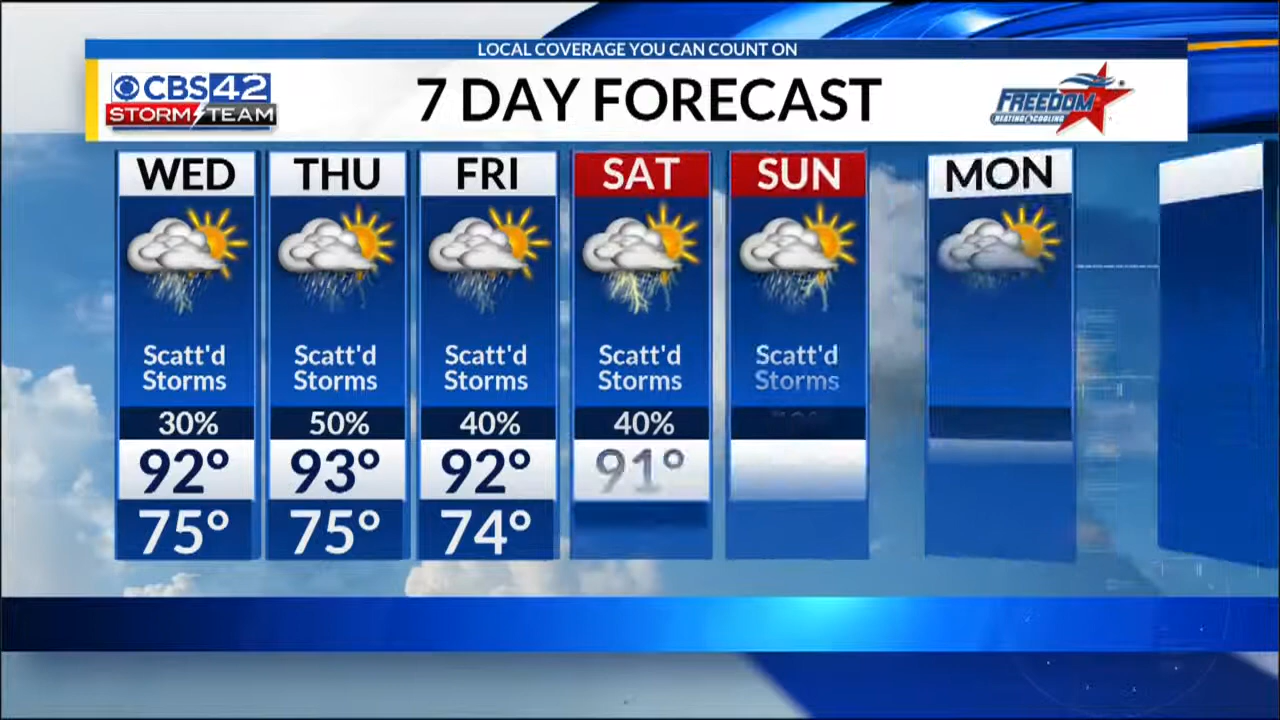 LOCAL COVERAGE YOU CAN COUNT ON
CBS 42
STORM TEAM
7 DAY FORECAST
FREEDOM
HEATING & COOLING
WED THU FRI SAT SUN MON
Scatt'd Scatt'd Scatt'd Scatt'd Scatt'd
Storms Storms Storms Storms Storms
30% 50% 40% 40%
92° 93° 92° 91°
75° 75° 74°